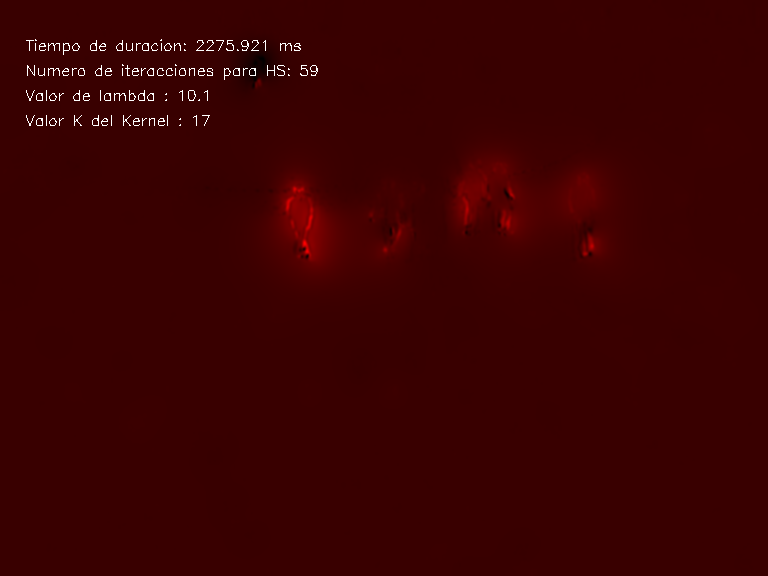 Tiempo de duracion: 2275.921 ms
Numero de iteracciones para HS: 59
Valor de lambda : 10.1
Valor K del Kernel : 17